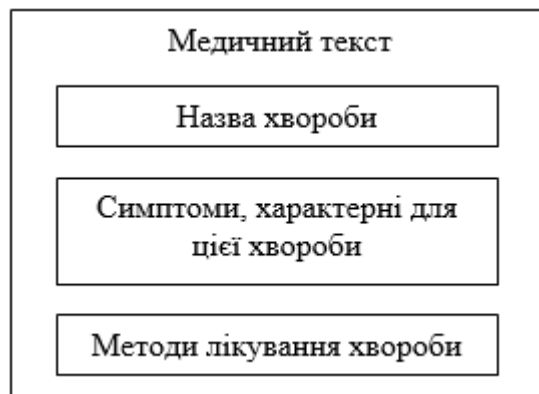 Медичний текст
Назва хвороби
Симптоми, характерні для
цієї хвороби
Методи лікування хвороби